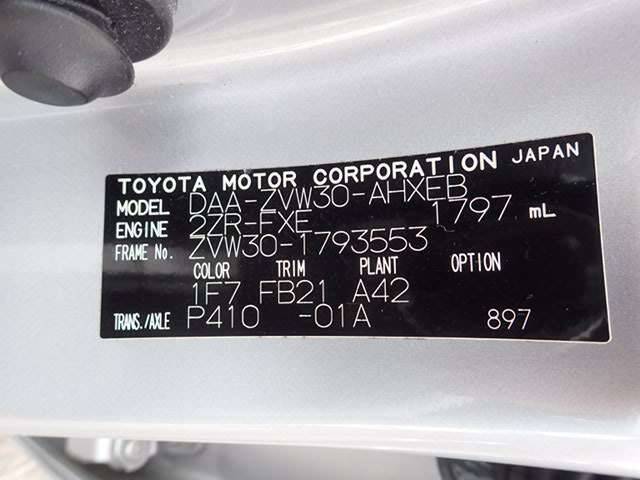 TOYOTA MOTOR CORPORATION JAPAN
MODEL DAA-ZVW30-AHXEB
ENGINE 2ZR-FXE 1797 mL
FRAME No. ZVW30-1793553
COLOR TRIM PLANT OPTION
1F7 FB21 A42
TRANS./AXLE P410 -01A 897